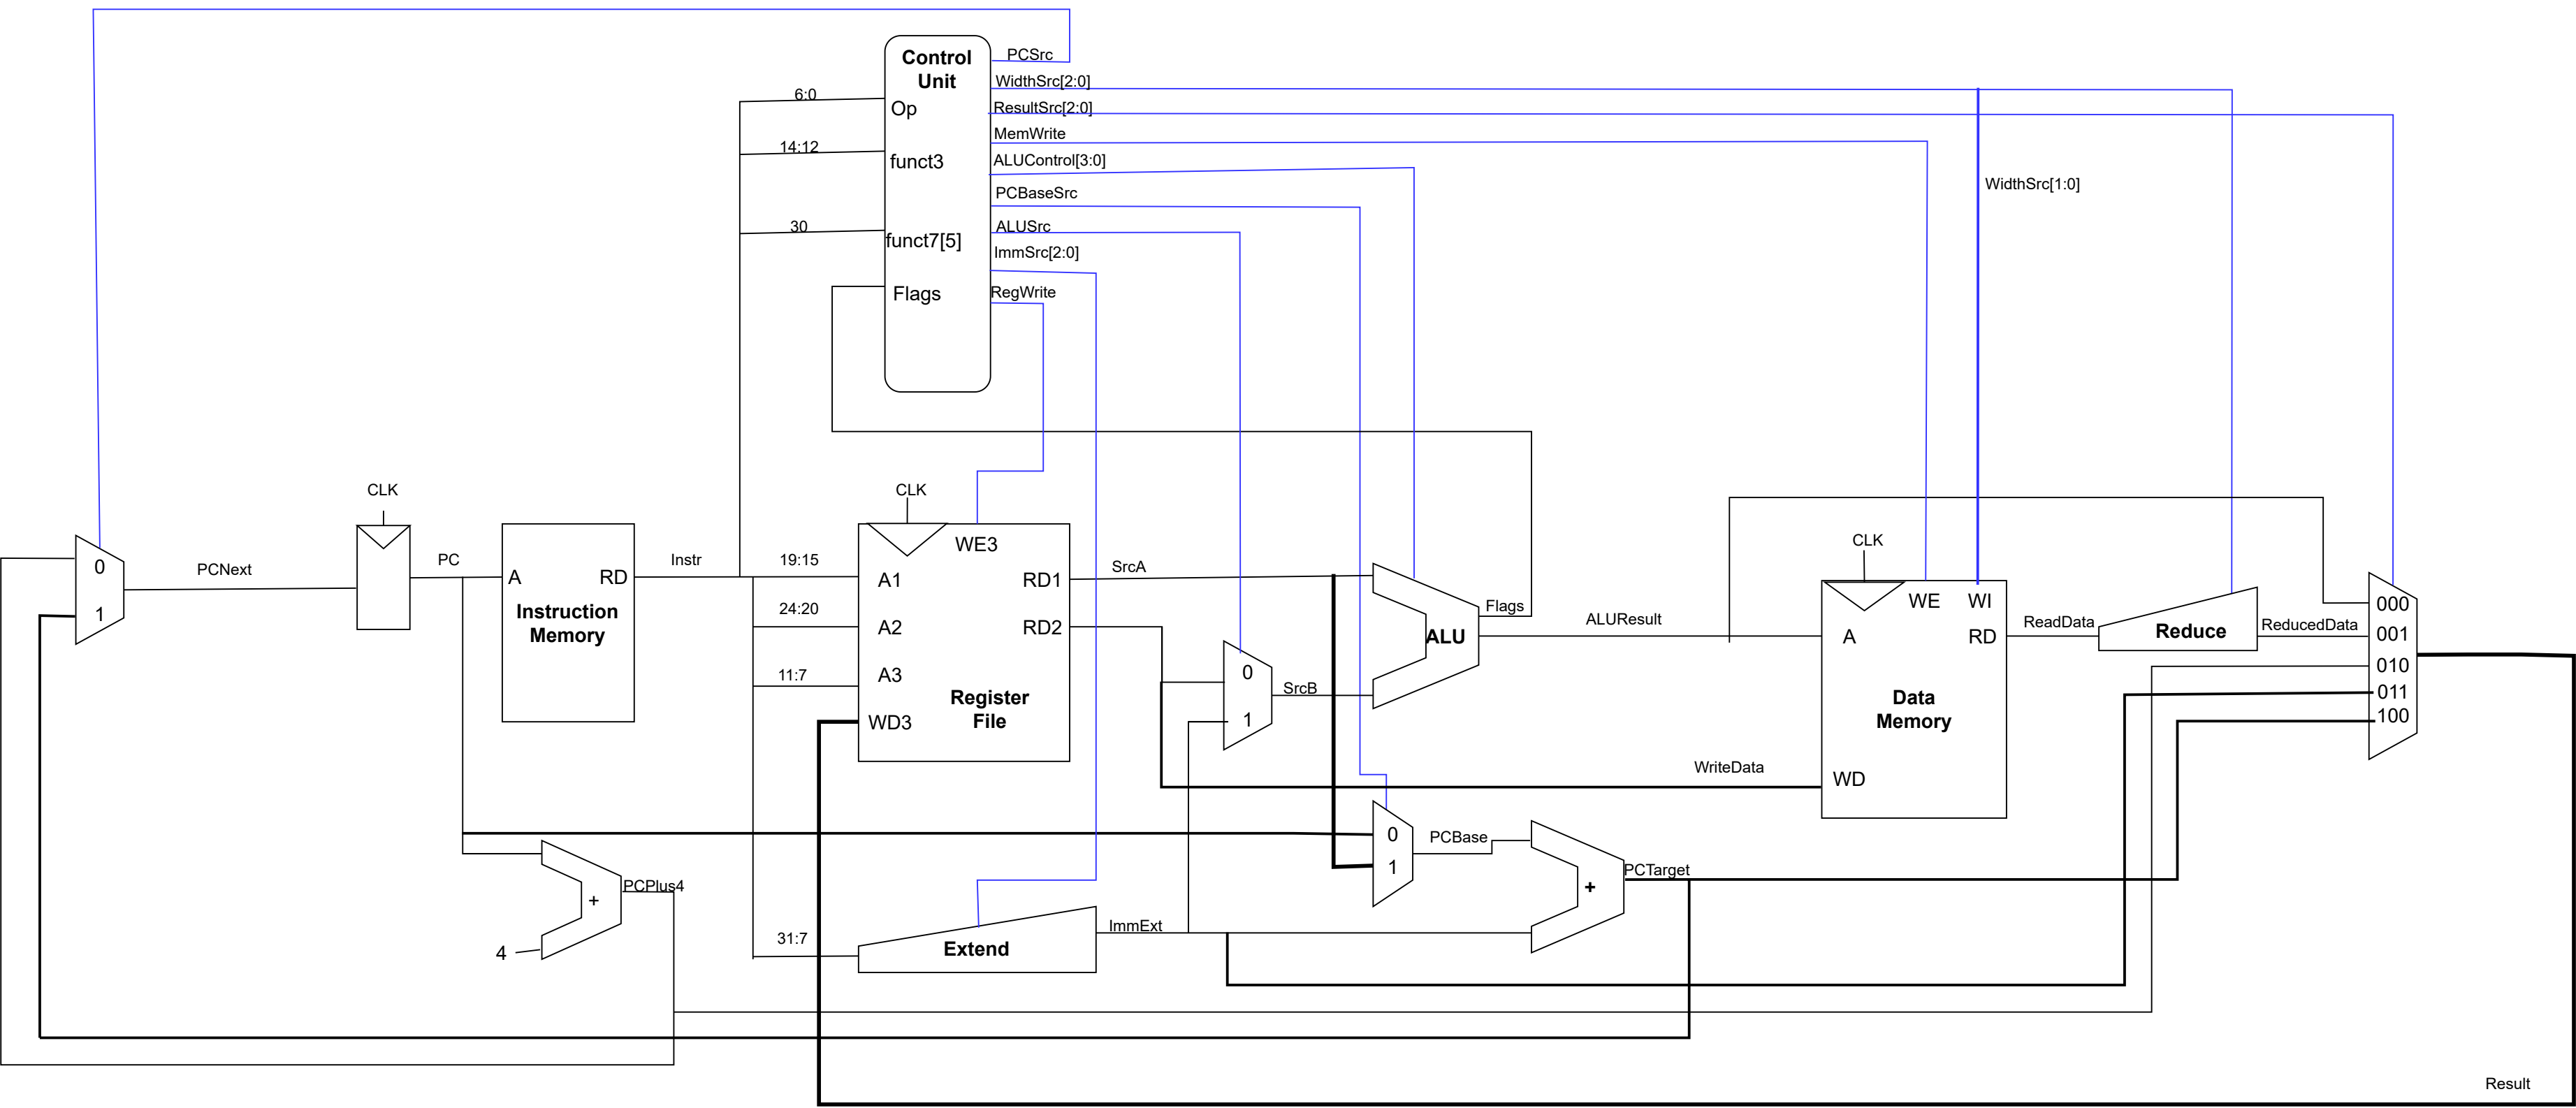 Control
Unit
PCSrc
WidthSrc[2:0]
6:0
Op
ResultSrc[2:0]
MemWrite
14:12
funct3
ALUControl[3:0]
WidthSrc[1:0]
PCBaseSrc
30
funct7[5]
ALUSrc
ImmSrc[2:0]
Flags
RegWrite
CLK
CLK
CLK
WE3
PC
Instr
19:15
SrcA
PCNext
0
1
A
RD
Instruction
Memory
A1
RD1
24:20
A2
RD2
11:7
A3
Register
File
WD3
0
1
SrcB
ALU
Flags
ALUResult
WE
WI
A
RD
Data
Memory
WriteData
WD
ReadData
Reduce
ReducedData
000
001
010
011
100
0
1
PCBase
PCTarget
+
PCPlus4
+
4
31:7
Extend
ImmExt
Result